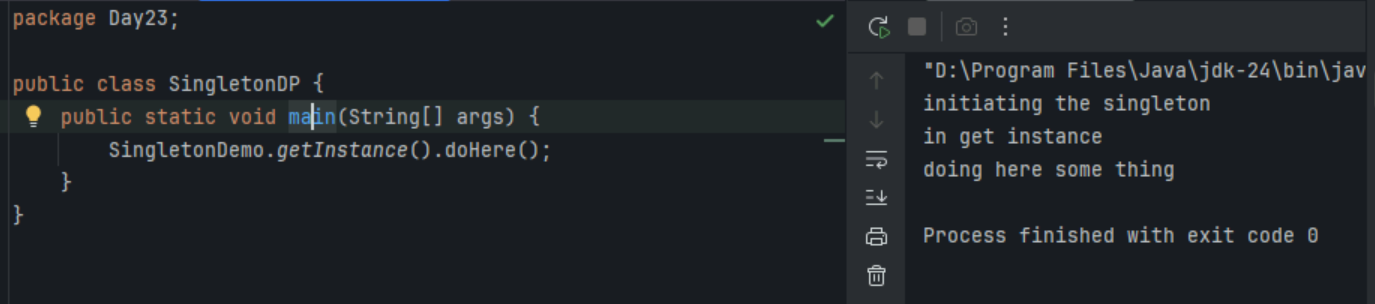 package Day23;
public class SingletonDP {
public static void main(String[] args) {
SingletonDemo.getInstance().doHere();
}
}
"D:\Program Files\Java\jdk-24\bin\jav
initiating the singleton
in get instance
doing here some thing
Process finished with exit code 0